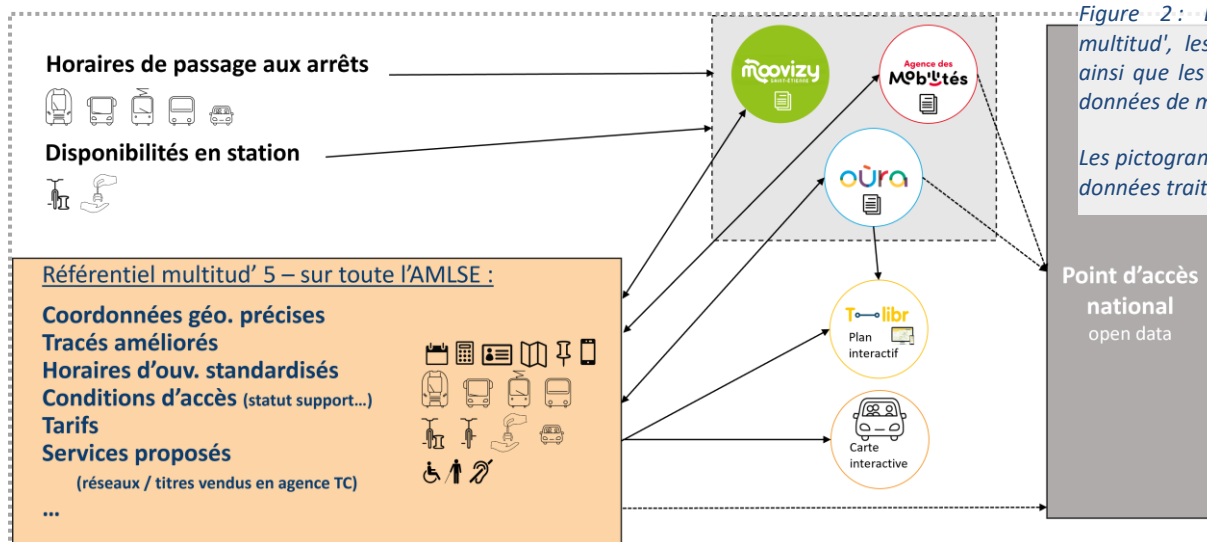 Figure 2 :
multitud', les
ainsi que les
données de m
Les pictogran
données trait
Horaires de passage aux arrêts
Disponibilités en station
moovizy
SAINT-ÉTIENNE
Agence des
Mobilités
oùra
Référentiel multitud' 5 – sur toute l'AMLSE :
Coordonnées géo. précises
Tracés améliorés
Horaires d'ouv. standardisés
Conditions d'accès (statut support…)
Tarifs
Services proposés
(réseaux / titres vendus en agence TC)
…
T libr
Plan
interactif
Carte
interactive
Point d'accès
national
open data